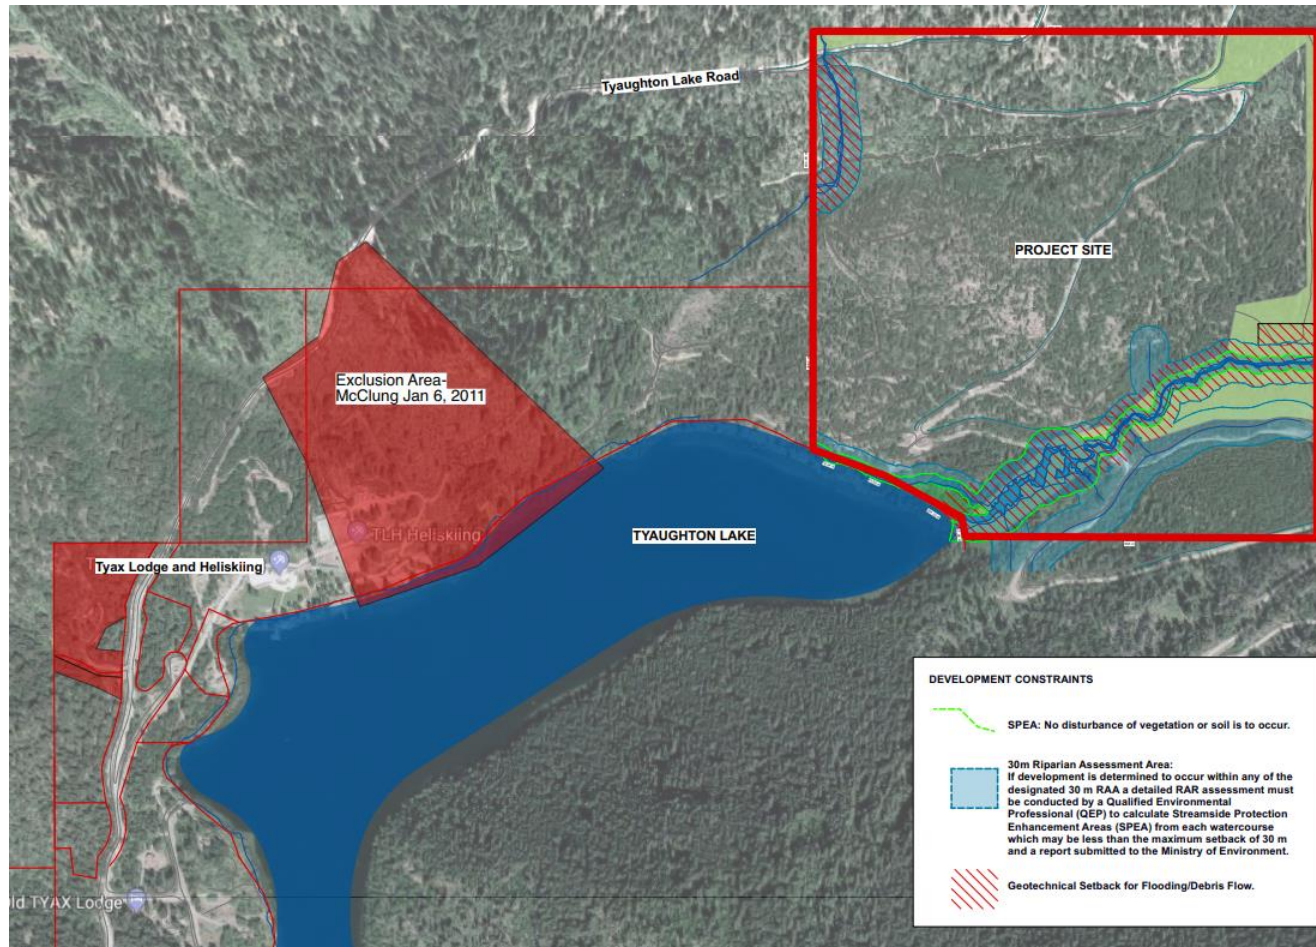 Tyaughton Lake Road
PROJECT SITE
Exclusion Area-
McClung Jan 6, 2011
TLH Heliskiing
TYAUGHTON LAKE
Tyax Lodge and Heliskiing
ld TYAX Lodge
DEVELOPMENT CONSTRAINTS
SPEA: No disturbance of vegetation or soil is to occur.
30m Riparian Assessment Area:
If development is determined to occur within any of the
designated 30 m RAA a detailed RAR assessment must
be conducted by a Qualified Environmental
Professional (QEP) to calculate Streamside Protection
Enhancement Areas (SPEA) from each watercourse
which may be less than the maximum setback of 30 m
and a report submitted to the Ministry of Environment.
Geotechnical Setback for Flooding/Debris Flow.